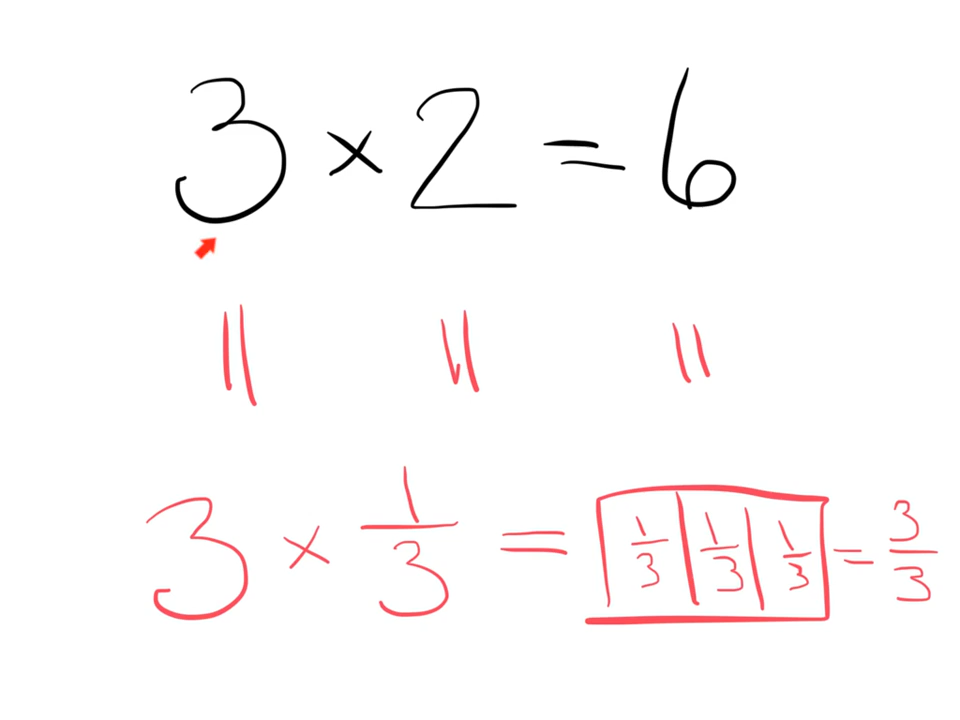 3 × 2 = 6
|| || ||
3 × 1/3 = 1/3 1/3 1/3 = 3/3